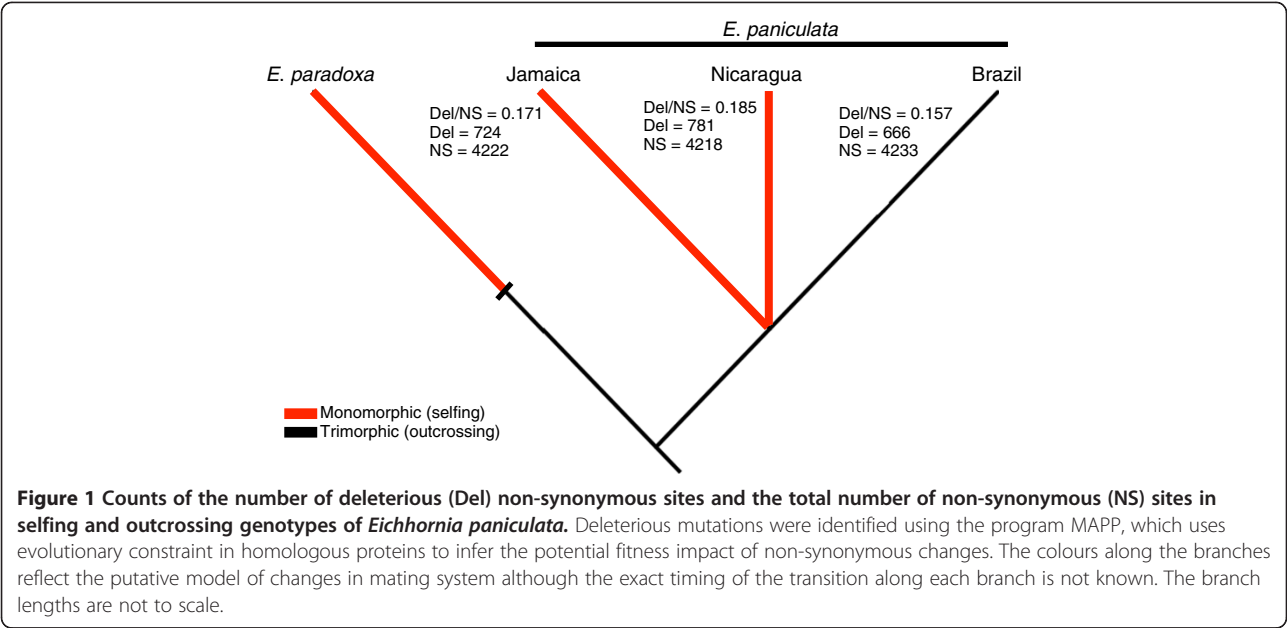 E. paniculata
E. paradoxa
Jamaica
Nicaragua
Brazil
Del/NS = 0.171
Del = 724
NS = 4222
Del/NS = 0.185
Del = 781
NS = 4218
Del/NS = 0.157
Del = 666
NS = 4233
Monomorphic (selfing)
Trimorphic (outcrossing)
Figure 1 Counts of the number of deleterious (Del) non-synonymous sites and the total number of non-synonymous (NS) sites in
selfing and outcrossing genotypes of Eichhornia paniculata. Deleterious mutations were identified using the program MAPP, which uses
evolutionary constraint in homologous proteins to infer the potential fitness impact of non-synonymous changes. The colours along the branches
reflect the putative model of changes in mating system although the exact timing of the transition along each branch is not known. The branch
lengths are not to scale.